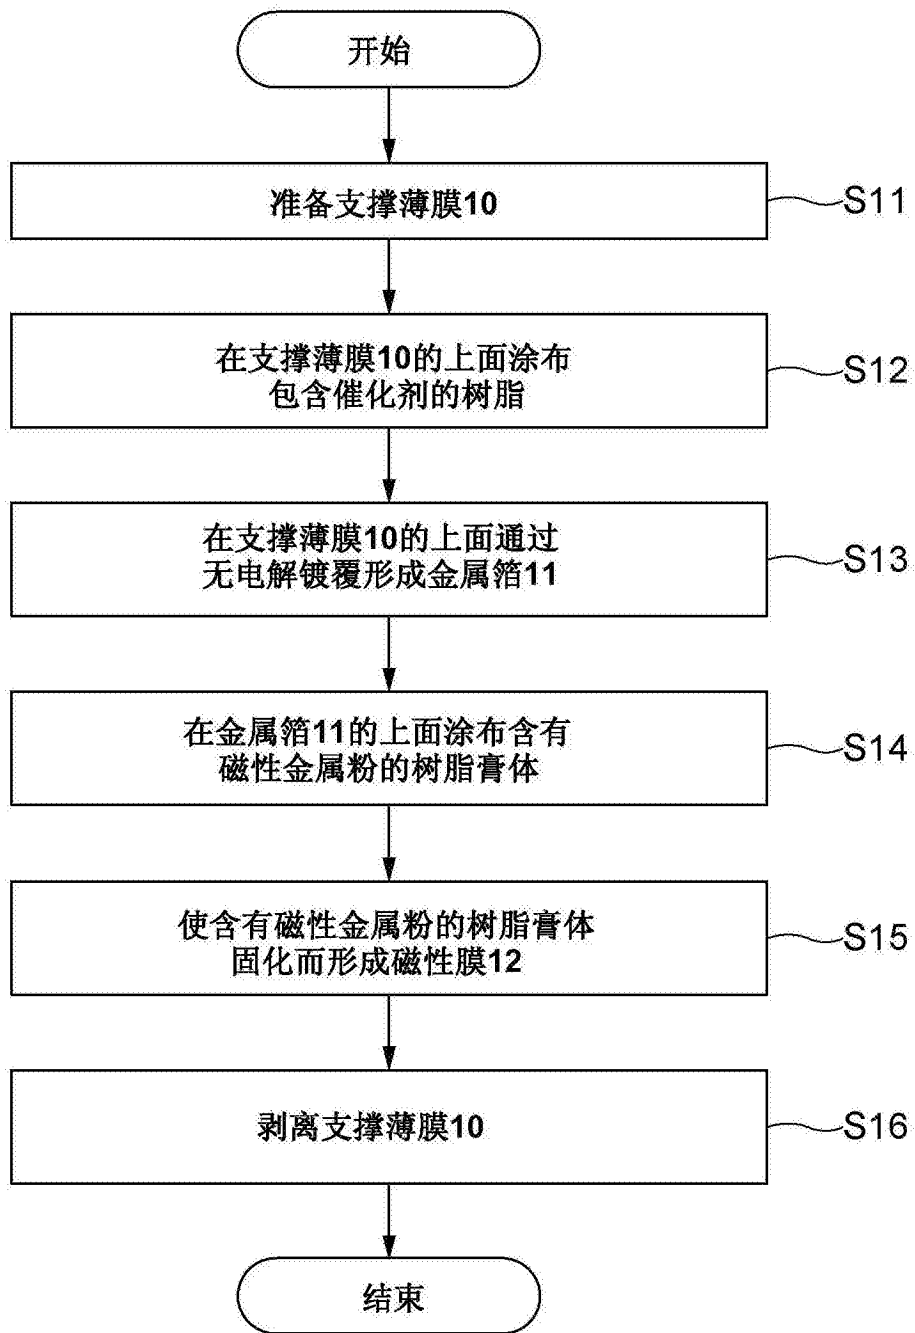 开始
准备支撑薄膜10
S11
在支撑薄膜10的上面涂布
包含催化剂的树脂
S12
在支撑薄膜10的上面通过
无电解镀覆形成金属箔11
S13
在金属箔11的上面涂布含有
磁性金属粉的树脂膏体
S14
使含有磁性金属粉的树脂膏体
固化而形成磁性膜12
S15
剥离支撑薄膜10
S16
结束